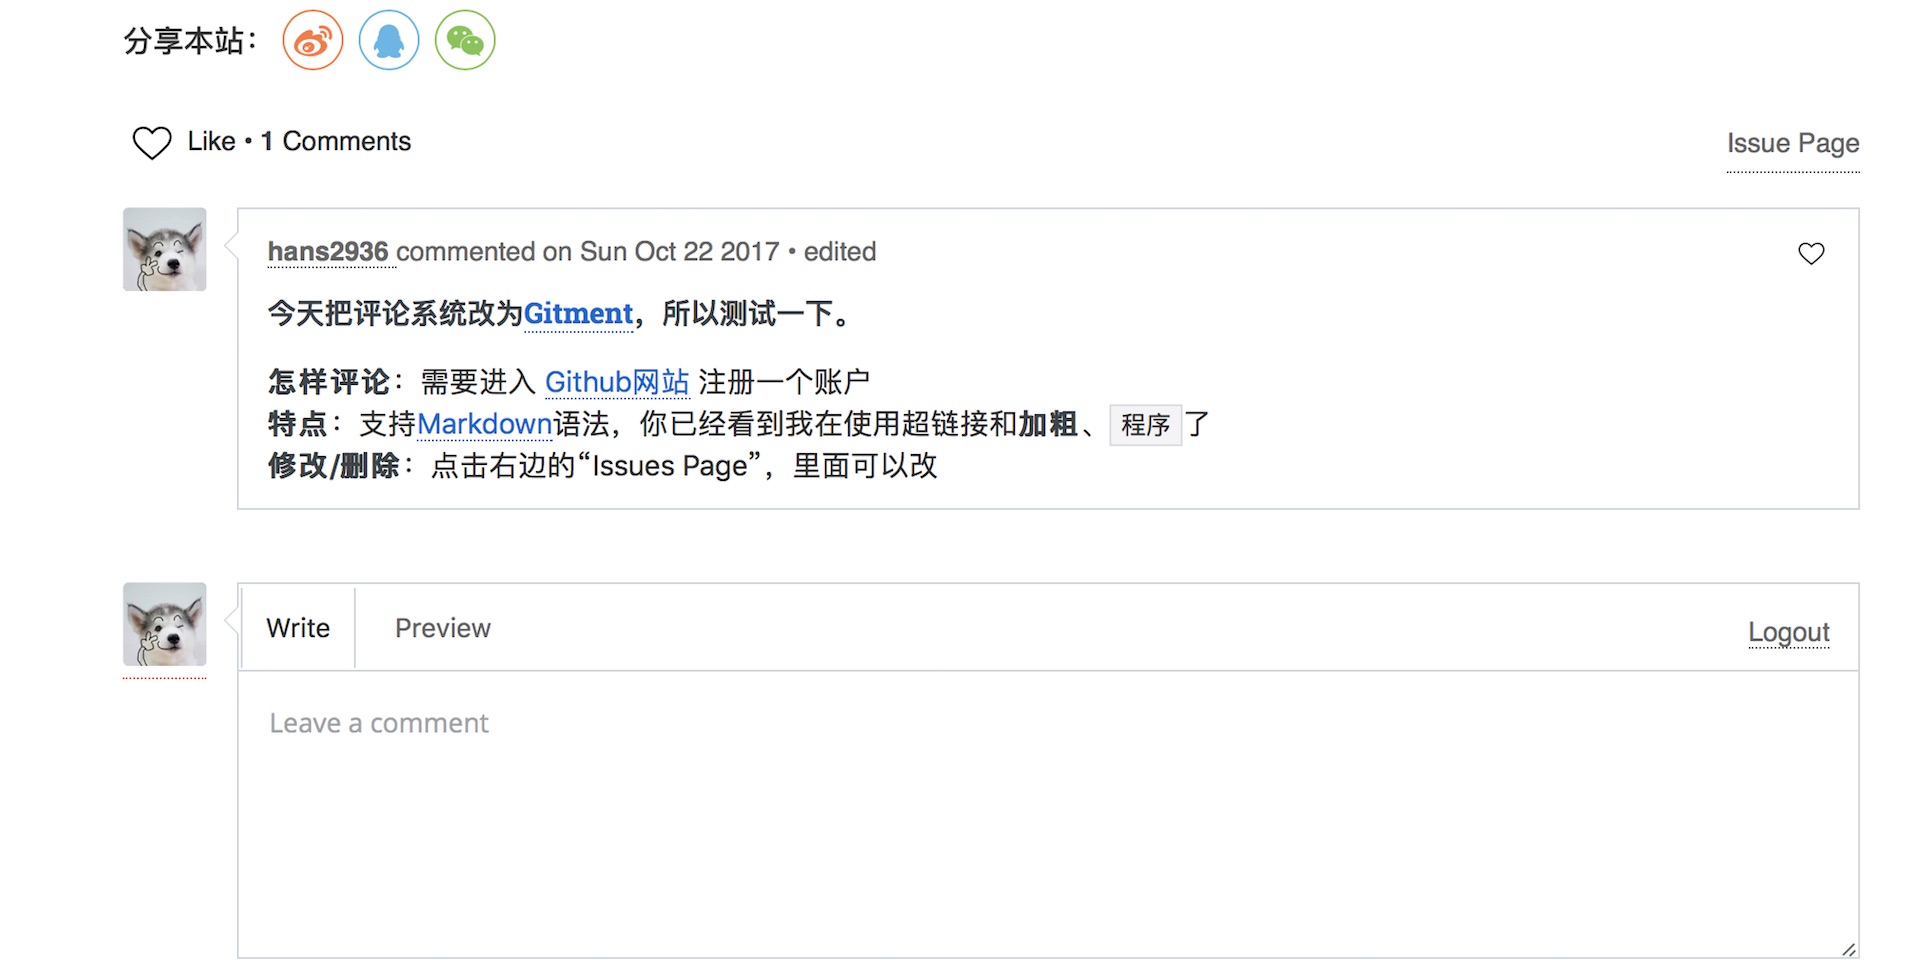 分享本站：
Like • 1 Comments
Issue Page
hans2936 commented on Sun Oct 22 2017 • edited
今天把评论系统改为Gitment，所以测试一下。
怎样评论：需要进入 Github网站 注册一个账户
特点：支持Markdown语法，你已经看到我在使用超链接和加粗、程序了
修改/删除：点击右边的“Issues Page”，里面可以改
Write
Preview
Logout
Leave a comment